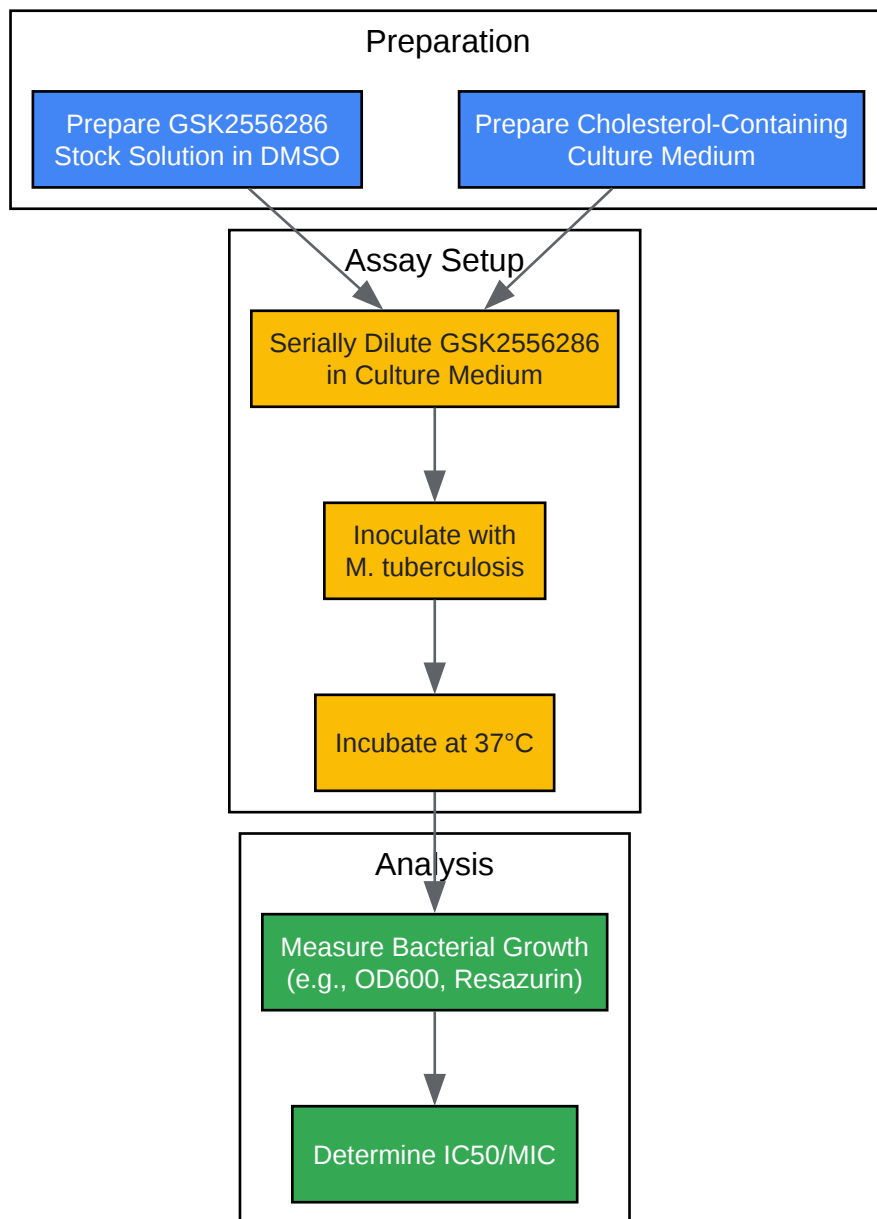 Preparation
Prepare GSK2556286
Stock Solution in DMSO
Prepare Cholesterol-Containing
Culture Medium
Assay Setup
Serially Dilute GSK2556286
in Culture Medium
Inoculate with
M. tuberculosis
Incubate at 37°C
Analysis
Measure Bacterial Growth
(e.g., OD600, Resazurin)
Determine IC50/MIC